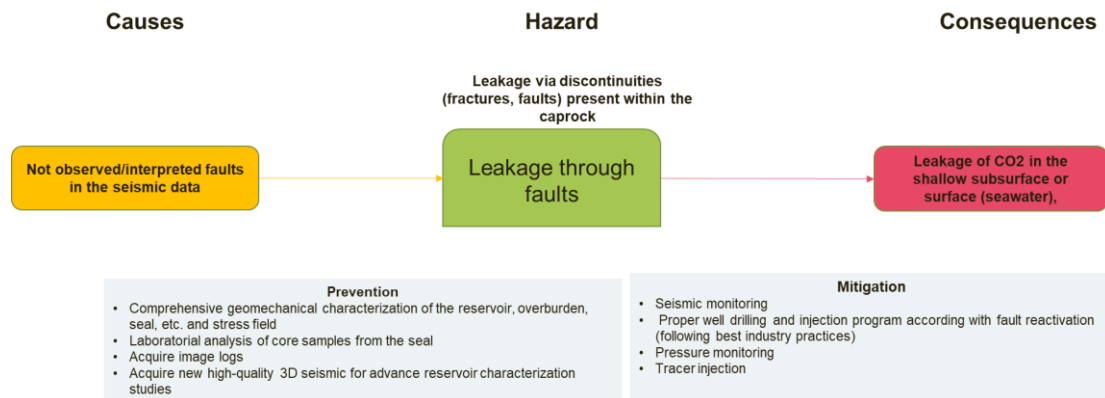 Causes
Hazard
Consequences
Leakage via discontinuities
(fractures, faults) present within the
caprock
Not observed/interpreted faults
in the seismic data
Leakage through
faults
Leakage of CO2 in the
shallow subsurface or
surface (seawater),
Prevention
• Comprehensive geomechanical characterization of the reservoir, overburden,
seal, etc. and stress field
• Laboratorial analysis of core samples from the seal
• Acquire image logs
• Acquire new high-quality 3D seismic for advance reservoir characterization
studies
Mitigation
• Seismic monitoring
• Proper well drilling and injection program according with fault reactivation
(following best industry practices)
• Pressure monitoring
• Tracer injection